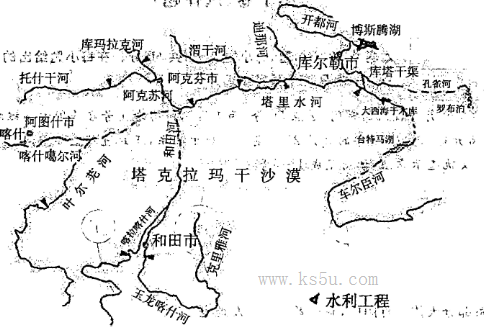 开都河
博斯腾湖
库玛拉克河
渭干河
迪那河
库尔勒市
托什干河
阿克苏市
库塔干渠
孔雀河
阿克苏河
塔里木河
大西海子水库
罗布泊
阿图什市
喀什
和田河
台特马湖
喀什噶尔河
叶尔羌河
塔克拉玛干沙漠
车尔臣河
喀拉喀什河
和田市
克里雅河
玉龙喀什河
www.ks5u.com
水利工程